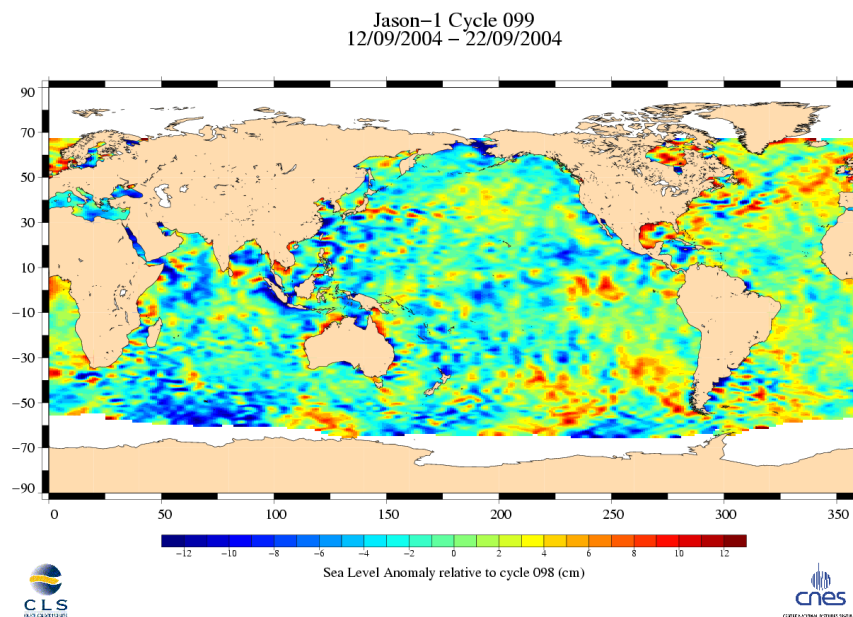 Jason−1 Cycle 099
12/09/2004 − 22/09/2004
90
70
50
30
10
−10
−30
−50
−70
−90
0 50 100 150 200 250 300 350
−12 −10 −8 −6 −4 −2 0 2 4 6 8 10 12
Sea Level Anomaly relative to cycle 098 (cm)
CLS
cnes